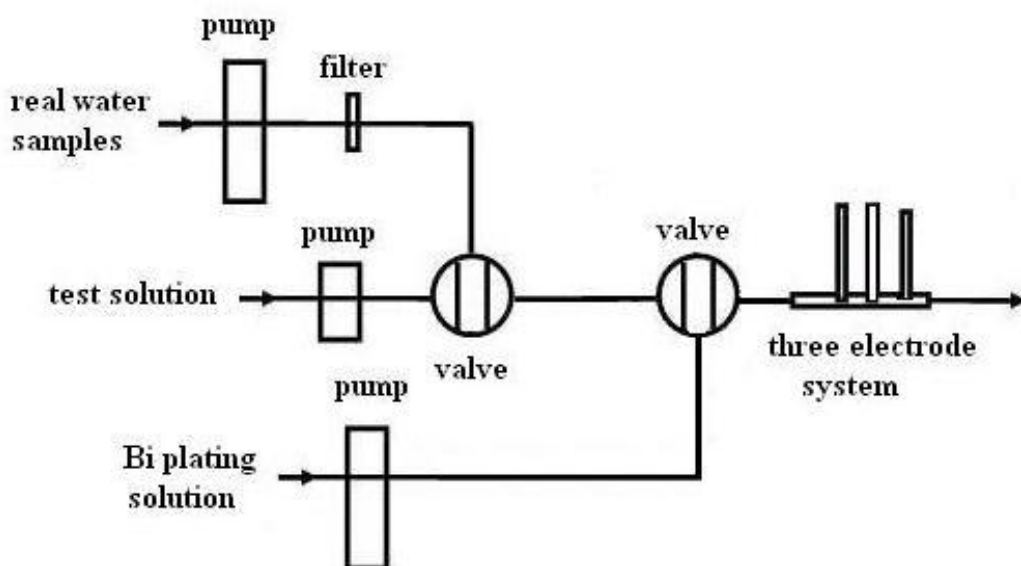 pump
filter
real water
samples
pump
valve
test solution
valve
three electrode
system
pump
Bi plating
solution